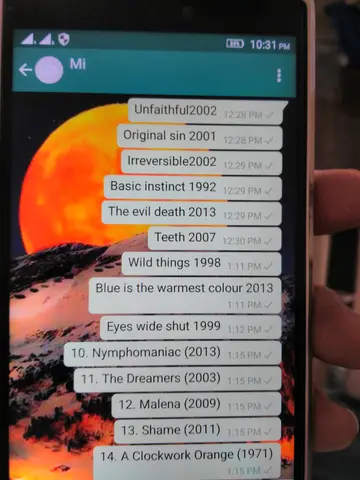 10:31 PM
Mi
Unfaithful2002 12:28 PM
Original sin 2001 12:28 PM
Irreversible2002 12:29 PM
Basic instinct 1992 12:29 PM
The evil death 2013 12:29 PM
Teeth 2007 12:30 PM
Wild things 1998 1:11 PM
Blue is the warmest colour 2013
1:11 PM
Eyes wide shut 1999 1:12 PM
10. Nymphomaniac (2013) 1:15 PM
11. The Dreamers (2003) 1:15 PM
12. Malena (2009) 1:15 PM
13. Shame (2011) 1:15 PM
14. A Clockwork Orange (1971)
1:15 PM